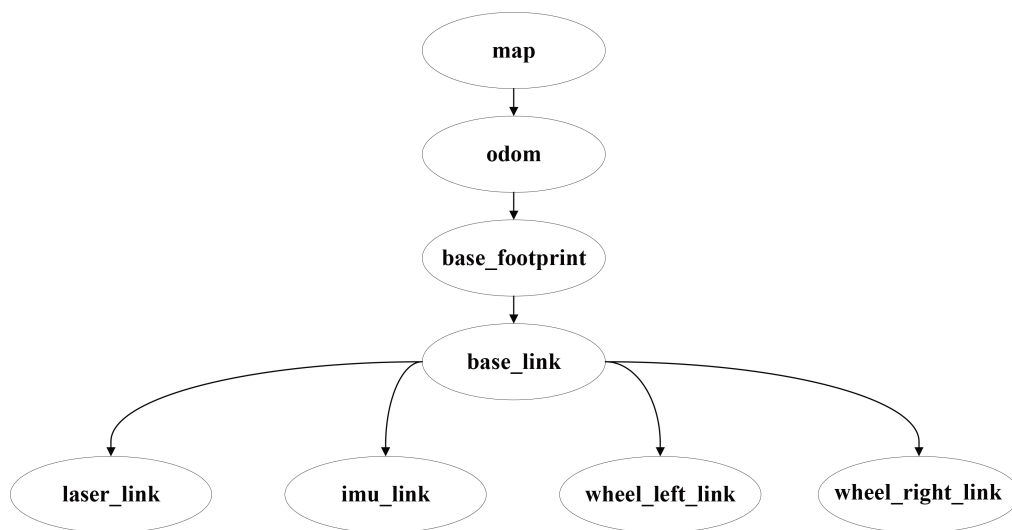 map
odom
base_footprint
base_link
laser_link
imu_link
wheel_left_link
wheel_right_link